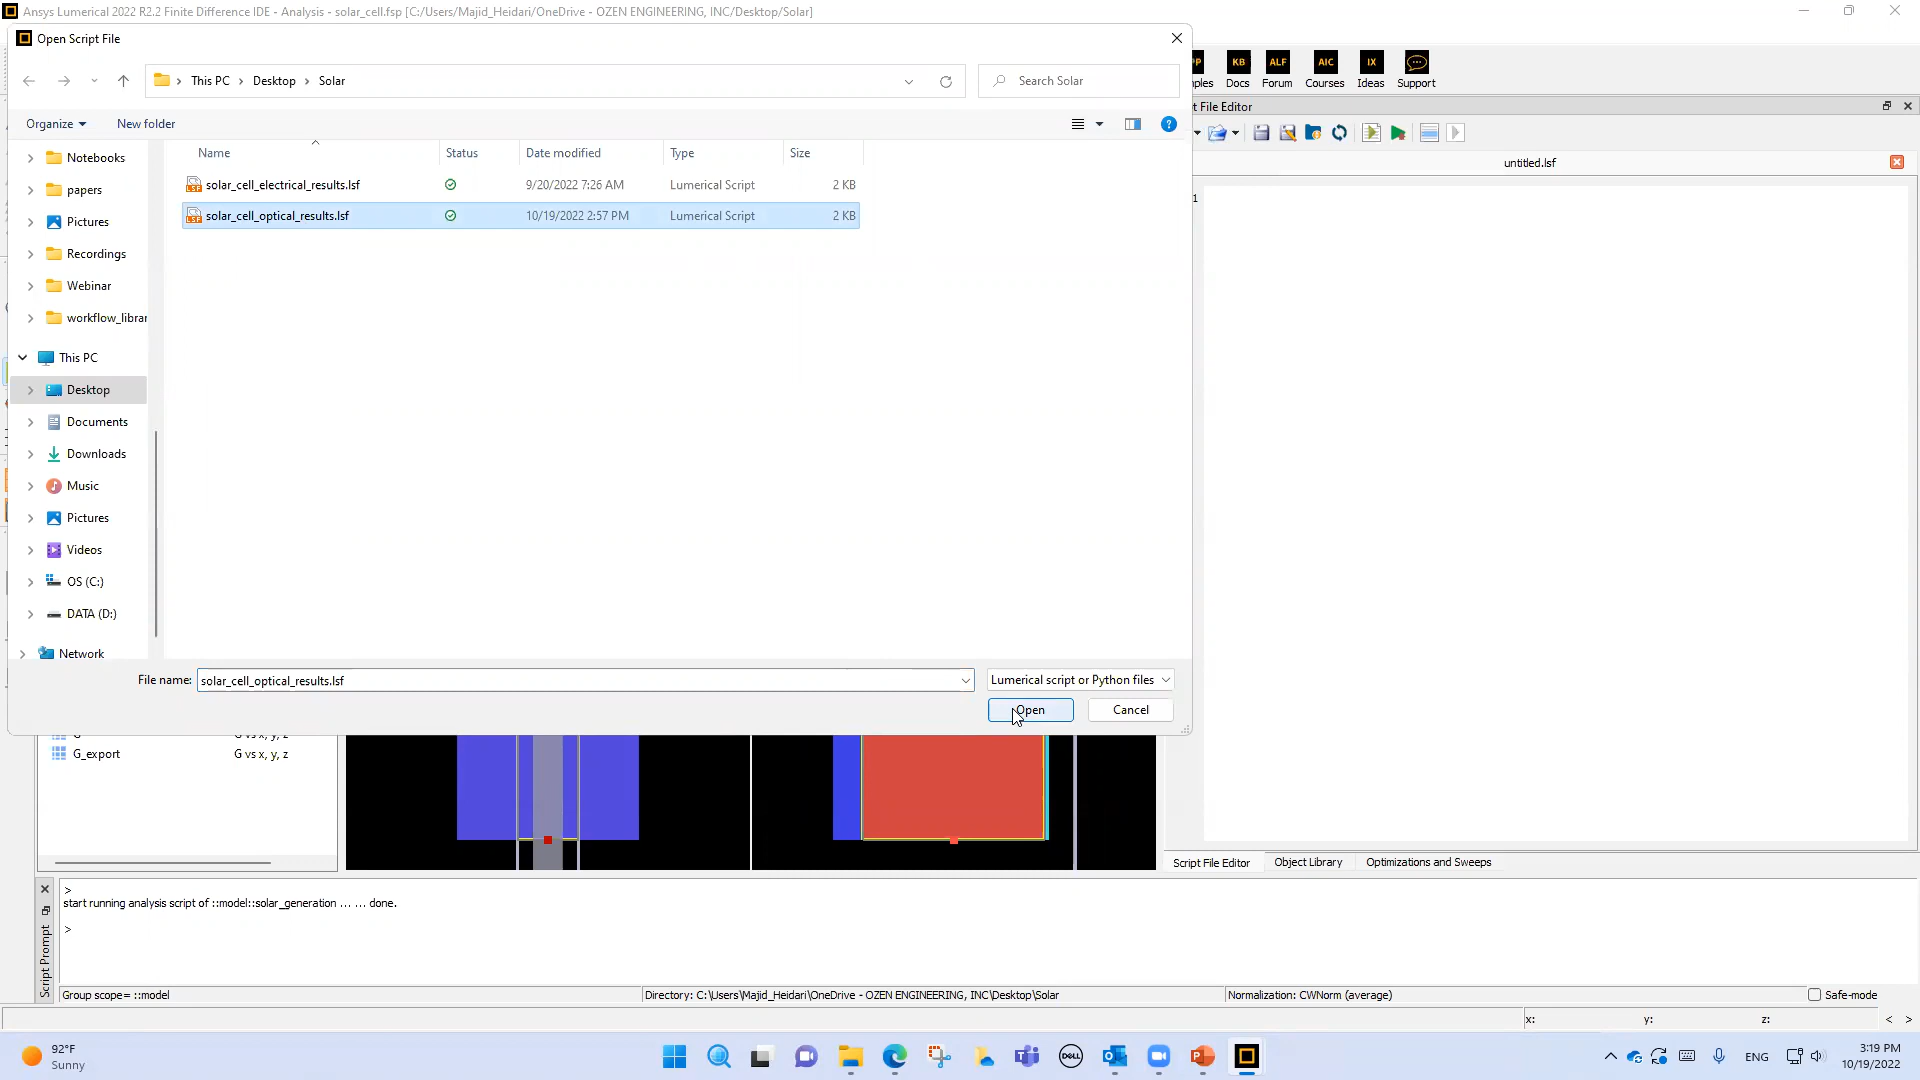 Ansys Lumerical 2022 R2.2 Finite Difference IDE - Analysis - solar_cell.fsp [C:/Users/Majid_Heidari/OneDrive - OZEN ENGINEERING, INC/Desktop/Solar]
Open Script File
This PC > Desktop > Solar
Search Solar
KB
ALF
AIC
IX
Docs
Forum
Courses
Ideas
Support
File Editor
Organize
New folder
untitled.lsf
Name
Status
Date modified
Type
Size
solar_cell_electrical_results.lsf
9/20/2022 7:26 AM
Lumerical Script
2 KB
solar_cell_optical_results.lsf
10/19/2022 2:57 PM
Lumerical Script
2 KB
1
Notebooks
papers
Pictures
Recordings
Webinar
workflow_librar
This PC
Desktop
Documents
Downloads
Music
Pictures
Videos
OS (C:)
DATA (D:)
Network
File name:
solar_cell_optical_results.lsf
Lumerical script or Python files
Open
Cancel
G_export
G vs x, y, z
Script File Editor
Object Library
Optimizations and Sweeps
>
start running analysis script of ::model::solar_generation ... ... done.
>
Script Prompt
Group scope= ::model
Directory: C:\Users\Majid_Heidari\OneDrive - OZEN ENGINEERING, INC\Desktop\Solar
Normalization: CWNorm (average)
Safe-mode
x:
y:
z:
92°F
Sunny
DELL
ENG
3:19 PM
10/19/2022